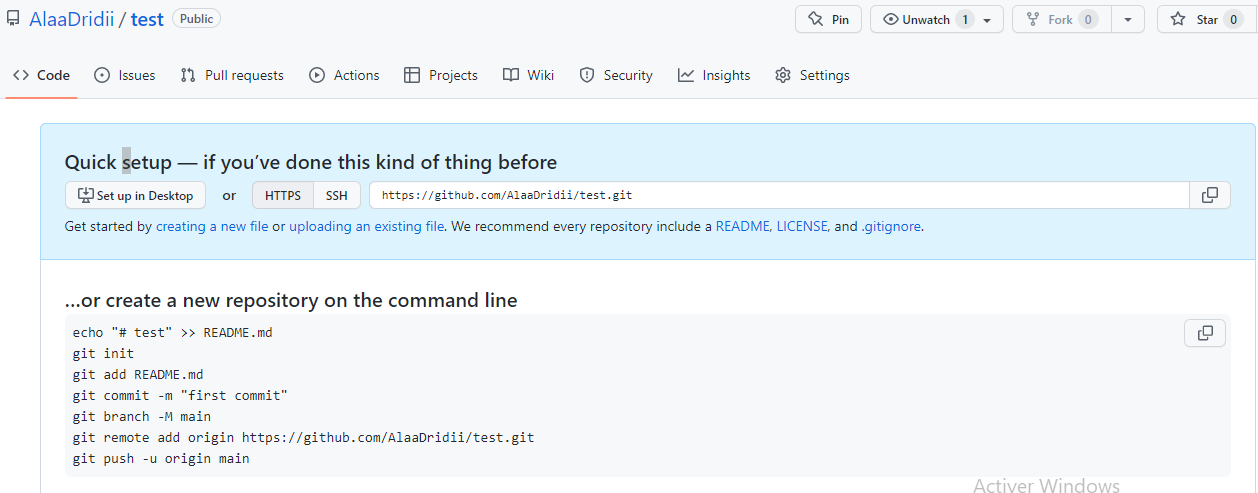 AlaaDridii / test Public Pin Unwatch 1 Fork 0 Star 0
Code Issues Pull requests Actions Projects Wiki Security Insights Settings
Quick setup — if you’ve done this kind of thing before
Set up in Desktop or HTTPS SSH https://github.com/AlaaDridii/test.git
Get started by creating a new file or uploading an existing file. We recommend every repository include a README, LICENSE, and .gitignore.
…or create a new repository on the command line
echo "# test" >> README.md
git init
git add README.md
git commit -m "first commit"
git branch -M main
git remote add origin https://github.com/AlaaDridii/test.git
git push -u origin main
Activer Windows